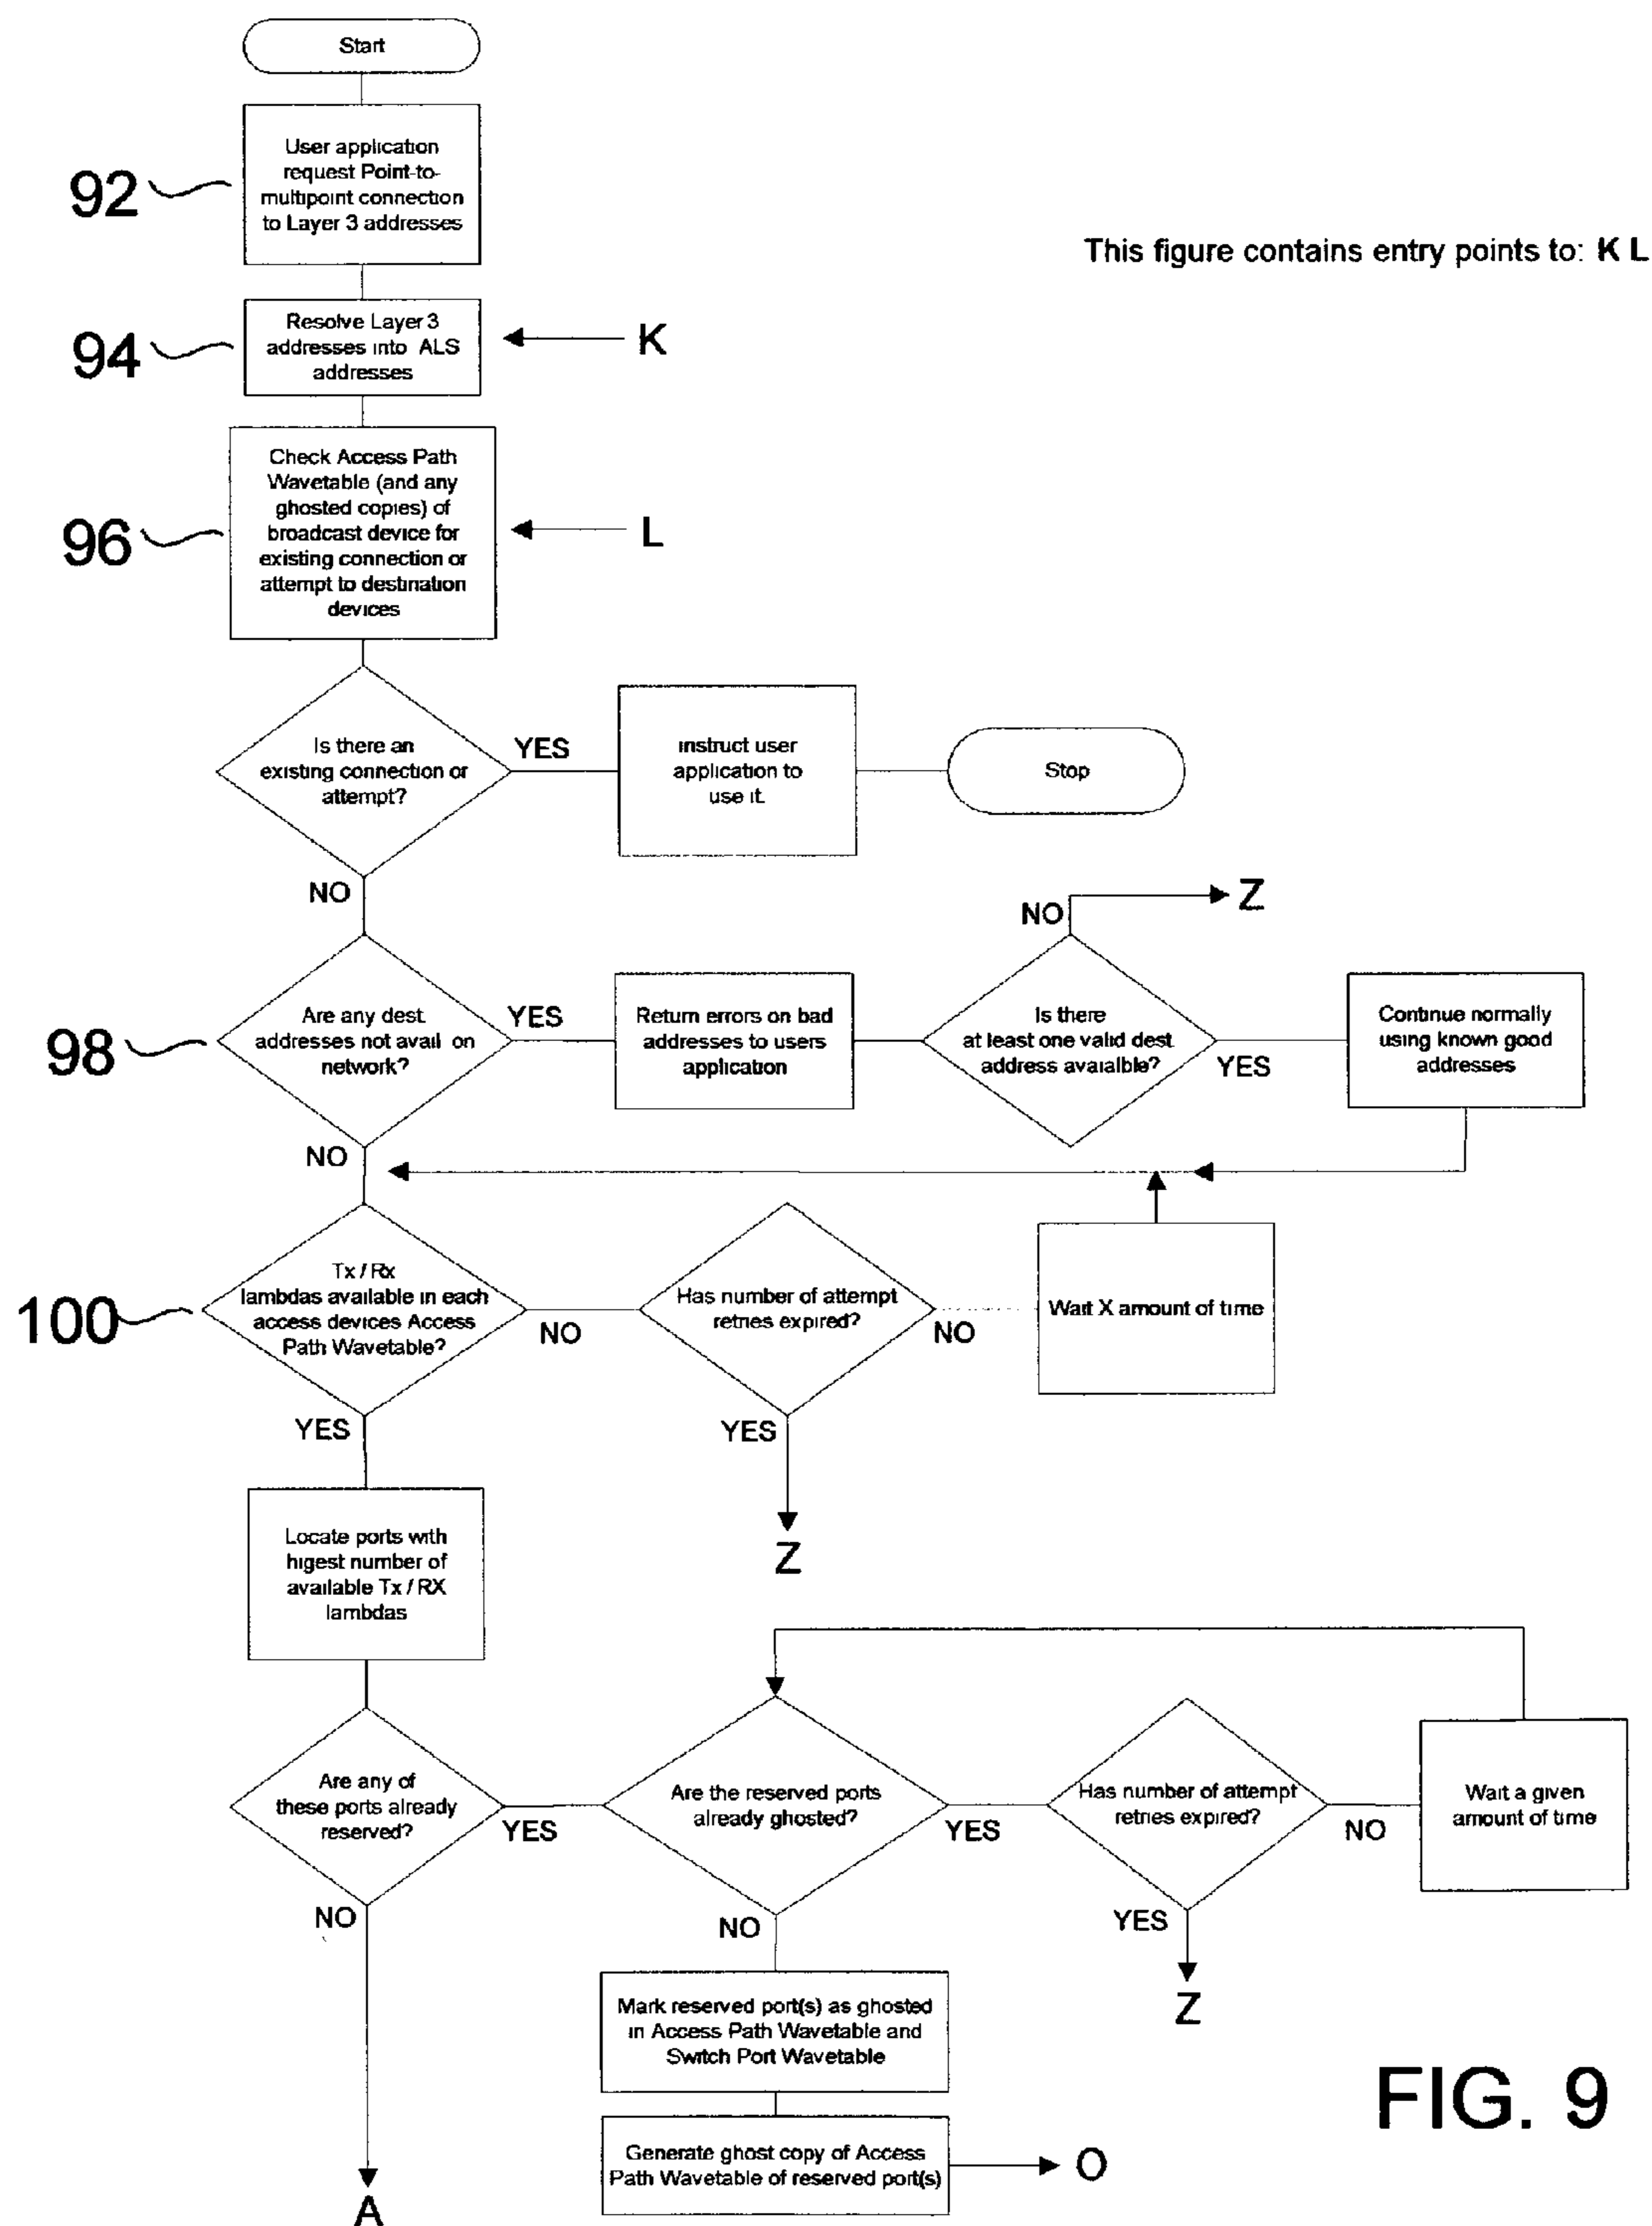 Start
92
User application
request Point-to-
multipoint connection
to Layer 3 addresses
This figure contains entry points to: K L
94
Resolve Layer 3
addresses into ALS
addresses
K
96
Check Access Path
Wavetable (and any
ghosted copies) of
broadcast device for
existing connection or
attempt to destination
devices
L
Is there an
existing connection or
attempt?
YES
instruct user
application to
use it.
Stop
NO
98
Are any dest.
addresses not avail on
network?
YES
Return errors on bad
addresses to users
application
Is there
at least one valid dest
address avaialble?
NO
Z
YES
Continue normally
using known good
addresses
NO
100
Tx / Rx
lambdas available in each
access devices Access
Path Wavetable?
NO
Has number of attempt
retries expired?
NO
Wait X amount of time
YES
YES
Z
Locate ports with
higest number of
available Tx / RX
lambdas
Are any of
these ports already
reserved?
YES
Are the reserved ports
already ghosted?
YES
Has number of attempt
retries expired?
NO
Wait a given
amount of time
NO
NO
YES
Z
Mark reserved port(s) as ghosted
in Access Path Wavetable and
Switch Port Wavetable
Generate ghost copy of Access
Path Wavetable of reserved port(s)
O
A
FIG. 9